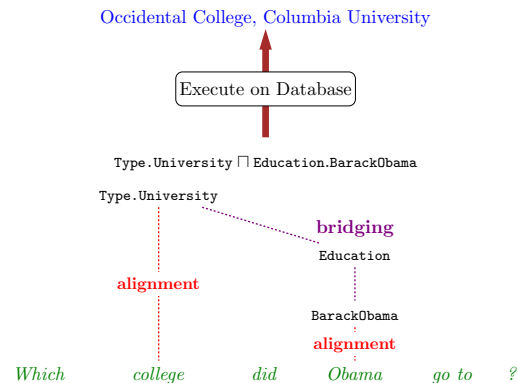 Occidental College, Columbia University
Execute on Database
Type.University ⊓ Education.BarackObama
Type.University
bridging
Education
alignment
BarackObama
alignment
Which college did Obama go to ?